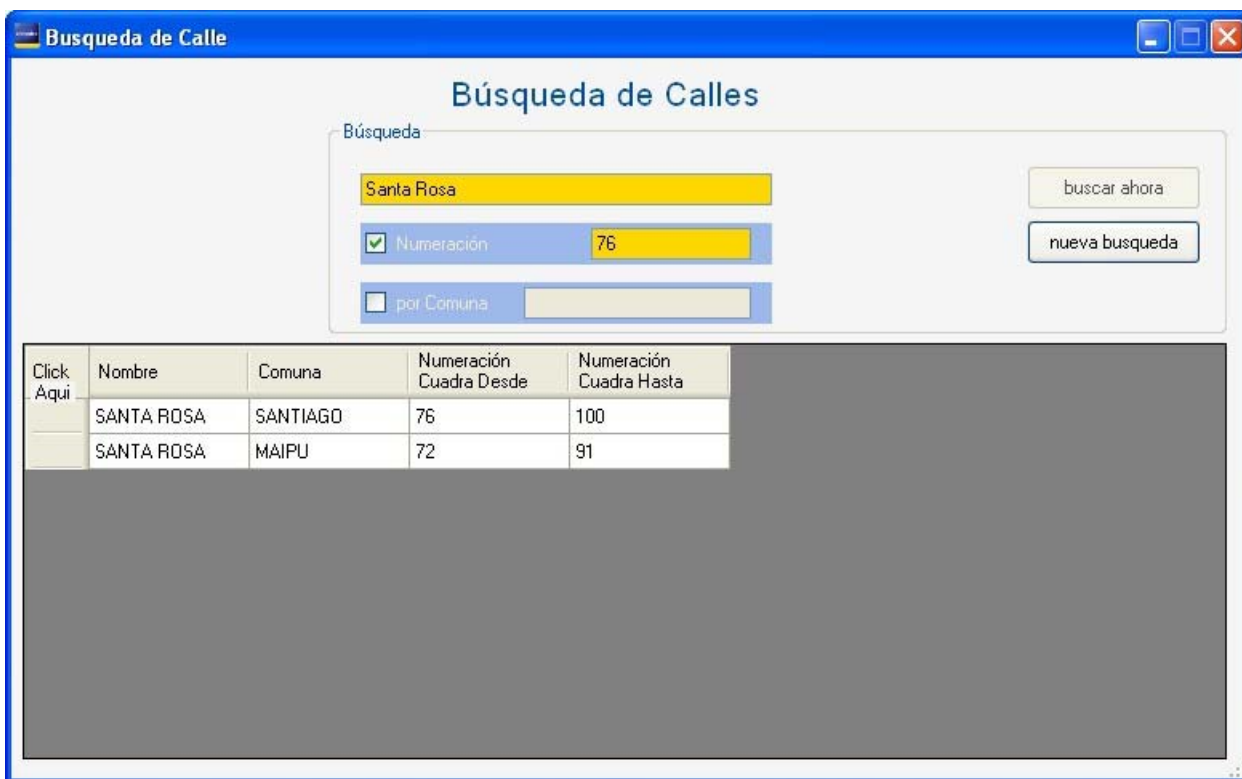 Busqueda de Calle
Búsqueda de Calles
Búsqueda
Santa Rosa
buscar ahora
Numeración 76
nueva busqueda
por Comuna
Click Aqui Nombre Comuna Numeración Cuadra Desde Numeración Cuadra Hasta
SANTA ROSA SANTIAGO 76 100
SANTA ROSA MAIPU 72 91